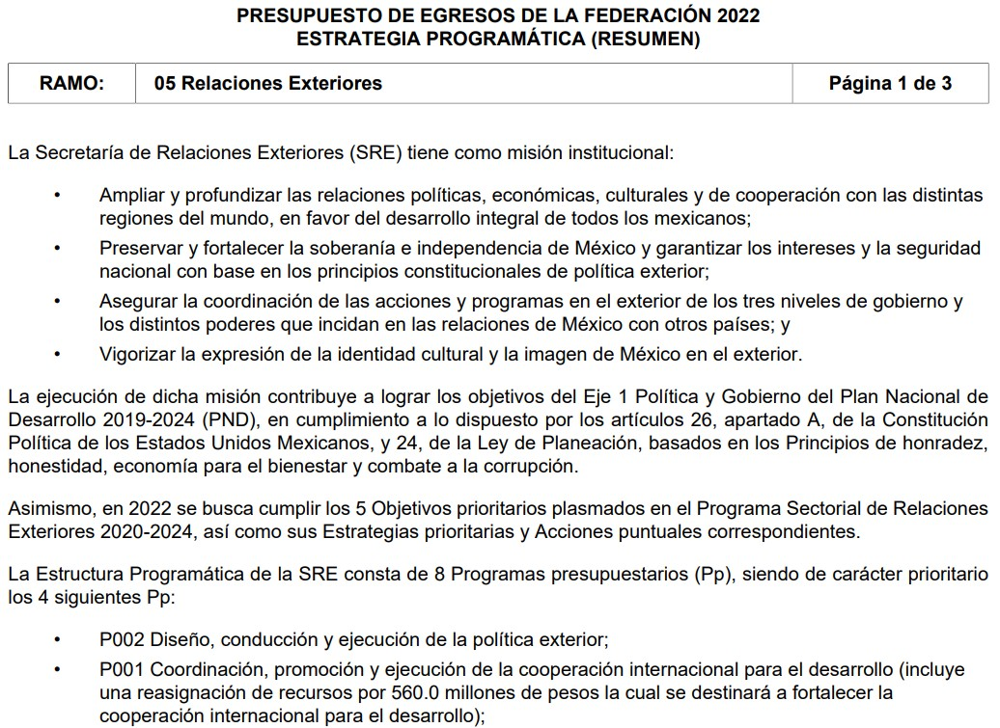 PRESUPUESTO DE EGRESOS DE LA FEDERACIÓN 2022
ESTRATEGIA PROGRAMÁTICA (RESUMEN)
RAMO: 05 Relaciones Exteriores Página 1 de 3
La Secretaría de Relaciones Exteriores (SRE) tiene como misión institucional:
• Ampliar y profundizar las relaciones políticas, económicas, culturales y de cooperación con las distintas
regiones del mundo, en favor del desarrollo integral de todos los mexicanos;
• Preservar y fortalecer la soberanía e independencia de México y garantizar los intereses y la seguridad
nacional con base en los principios constitucionales de política exterior;
• Asegurar la coordinación de las acciones y programas en el exterior de los tres niveles de gobierno y
los distintos poderes que incidan en las relaciones de México con otros países; y
• Vigorizar la expresión de la identidad cultural y la imagen de México en el exterior.
La ejecución de dicha misión contribuye a lograr los objetivos del Eje 1 Política y Gobierno del Plan Nacional de
Desarrollo 2019-2024 (PND), en cumplimiento a lo dispuesto por los artículos 26, apartado A, de la Constitución
Política de los Estados Unidos Mexicanos, y 24, de la Ley de Planeación, basados en los Principios de honradez,
honestidad, economía para el bienestar y combate a la corrupción.
Asimismo, en 2022 se busca cumplir los 5 Objetivos prioritarios plasmados en el Programa Sectorial de Relaciones
Exteriores 2020-2024, así como sus Estrategias prioritarias y Acciones puntuales correspondientes.
La Estructura Programática de la SRE consta de 8 Programas presupuestarios (Pp), siendo de carácter prioritario
los 4 siguientes Pp:
• P002 Diseño, conducción y ejecución de la política exterior;
• P001 Coordinación, promoción y ejecución de la cooperación internacional para el desarrollo (incluye
una reasignación de recursos por 560.0 millones de pesos la cual se destinará a fortalecer la
cooperación internacional para el desarrollo);